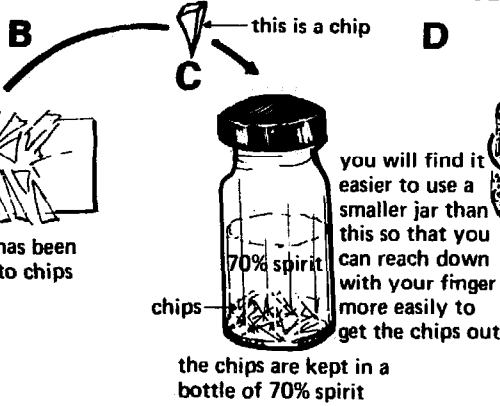 B
this is a chip
D
C
has been
to chips
you will find it
easier to use a
smaller jar than
this so that you
can reach down
with your finger
more easily to
get the chips out
70% spirit
chips
the chips are kept in a
bottle of 70% spirit